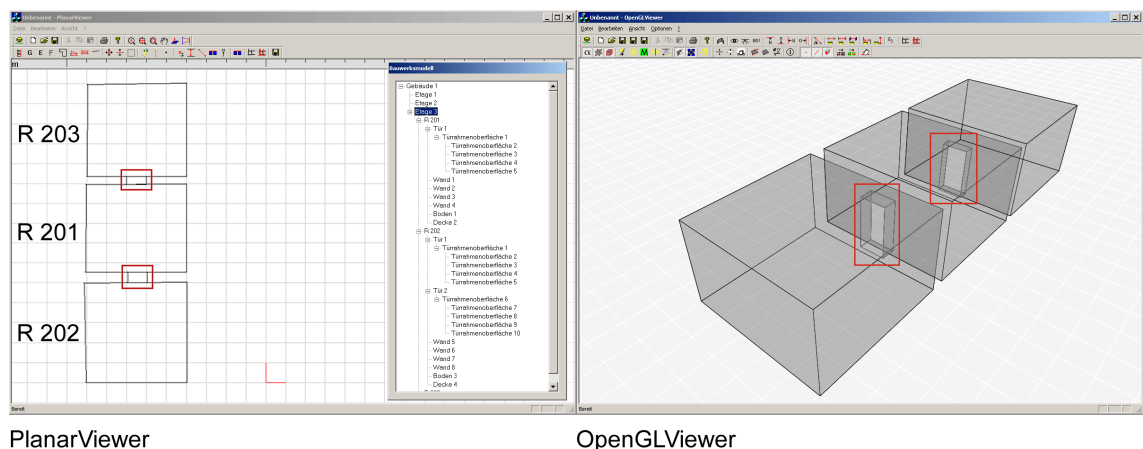 Unbenannt - PlanarViewer
Datei Bearbeiten Ansicht ?
G E F
m
R 203
R 201
R 202
Bauwerksmodell
Gebäude 1
Etage 1
Etage 2
Etage 3
R 201
Tür 1
Türrahmenoberfläche 1
Türrahmenoberfläche 2
Türrahmenoberfläche 3
Türrahmenoberfläche 4
Türrahmenoberfläche 5
Wand 1
Wand 2
Wand 3
Wand 4
Boden 1
Decke 2
R 202
Tür 1
Türrahmenoberfläche 1
Türrahmenoberfläche 2
Türrahmenoberfläche 3
Türrahmenoberfläche 4
Türrahmenoberfläche 5
Tür 2
Türrahmenoberfläche 6
Türrahmenoberfläche 7
Türrahmenoberfläche 8
Türrahmenoberfläche 9
Türrahmenoberfläche 10
Wand 5
Wand 6
Wand 7
Wand 8
Boden 3
Decke 4
Bereit
Unbenannt - OpenGLViewer
Datei Bearbeiten Ansicht Optionen ?
Bereit
PlanarViewer
OpenGLViewer